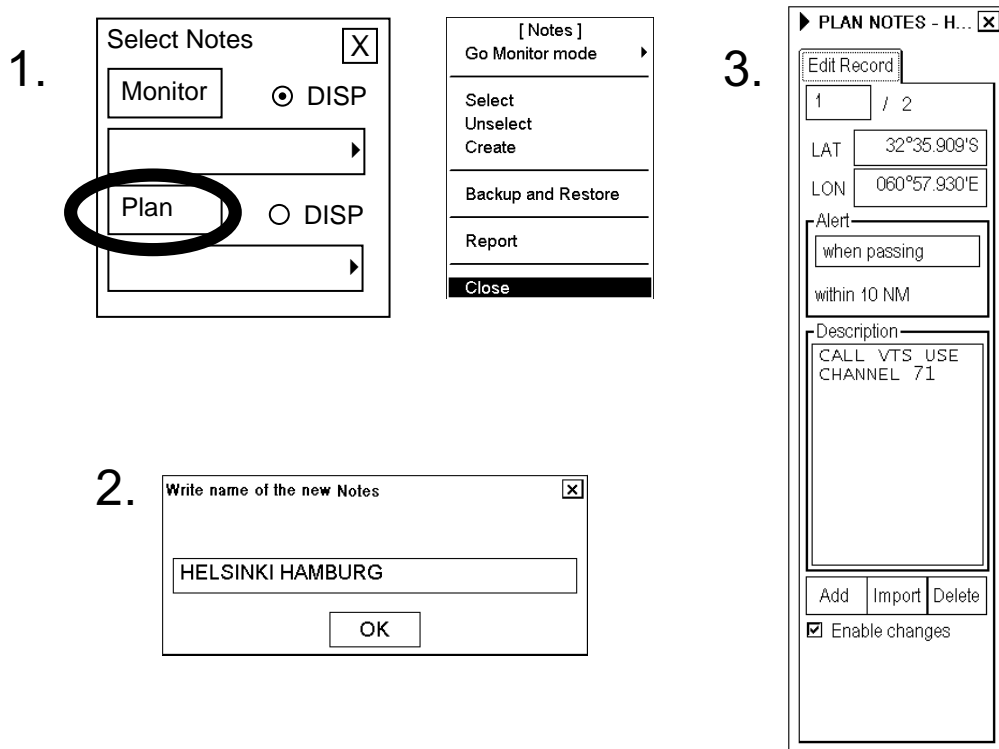 1.
Select Notes X
Monitor DISP
Plan DISP
[ Notes ]
Go Monitor mode
Select
Unselect
Create
Backup and Restore
Report
Close
2.
Write name of the new Notes
HELSINKI HAMBURG
OK
3.
PLAN NOTES - H...
Edit Record
1 / 2
LAT 32°35.909'S
LON 060°57.930'E
Alert
when passing
within 10 NM
Description
CALL VTS USE
CHANNEL 71
Add Import Delete
Enable changes